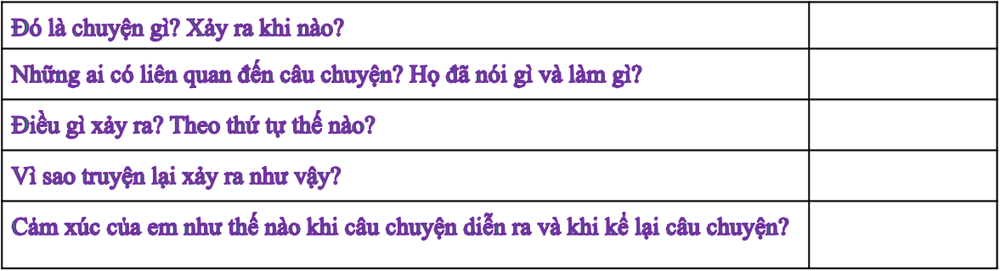 Đó là chuyện gì? Xảy ra khi nào?
Những ai có liên quan đến câu chuyện? Họ đã nói gì và làm gì?
Điều gì xảy ra? Theo thứ tự thế nào?
Vì sao truyện lại xảy ra như vậy?
Cảm xúc của em như thế nào khi câu chuyện diễn ra và khi kể lại câu chuyện?